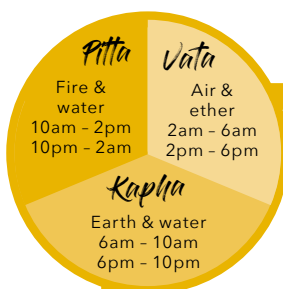 Pitta
Fire &
water
10am – 2pm
10pm – 2am
Vata
Air &
ether
2am – 6am
2pm – 6pm
Kapha
Earth & water
6am – 10am
6pm – 10pm